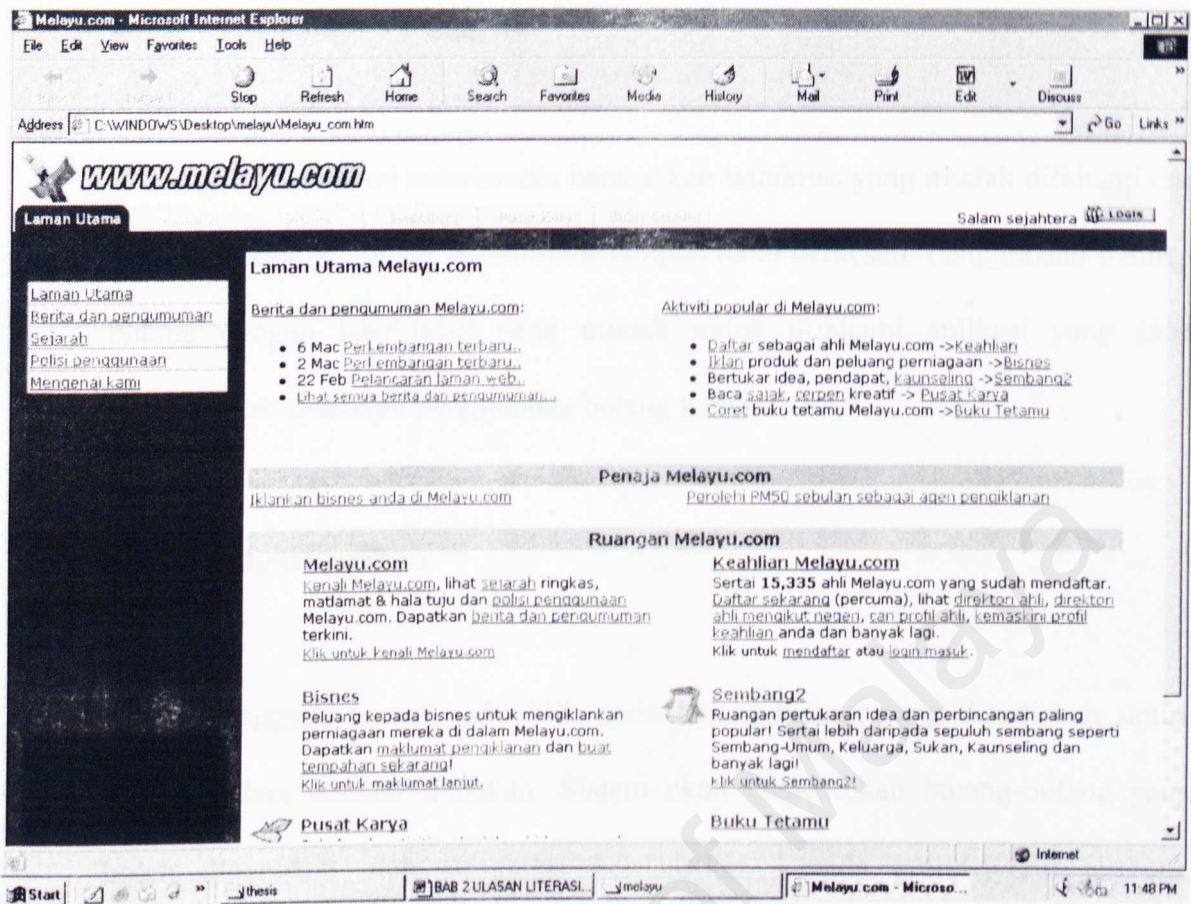 Melayu.com - Microsoft Internet Explorer
File Edit View Favorites Tools Help
Stop Refresh Home Search Favorites Media History Mail Print Edit Discuss
Address C:\WINDOWS\Desktop\melayu\Melayu_com.htm Go Links
www.melayu.com
Laman Utama
Salam sejahtera LOGIN
Laman Utama
Berita dan pengumuman
Sejarah
Polisi penggunaan
Mengenai kami
Laman Utama Melayu.com
Berita dan pengumuman Melayu.com:
• 6 Mac Perkembangan terbaru..
• 2 Mac Perkembangan terbaru..
• 22 Feb Pelancaran laman web..
• Lihat semua berita dan pengumuman...
Aktiviti popular di Melayu.com:
• Daftar sebagai ahli Melayu.com ->Keahlian
• Iklan produk dan peluang perniagaan ->Bisnes
• Bertukar idea, pendapat, kaunseling ->Sembang2
• Baca sajak, cerpen kreatif -> Pusat Karya
• Coret buku tetamu Melayu.com ->Buku Tetamu
Penaja Melayu.com
Iklankan bisnes anda di Melayu.com
Perolehi RM50 sebulan sebagai agen pengiklanan
Ruangan Melayu.com
Melayu.com
Kenali Melayu.com, lihat sejarah ringkas,
matlamat & hala tuju dan polisi penggunaan
Melayu.com. Dapatkan berita dan pengumuman
terkini.
Klik untuk kenali Melayu.com
Keahlian Melayu.com
Sertai 15,335 ahli Melayu.com yang sudah mendaftar.
Daftar sekarang (percuma), lihat direktori ahli, direktori
ahli mengikut negeri, cari profil ahli, kemaskini profil
keahlian anda dan banyak lagi.
Klik untuk mendaftar atau login masuk.
Bisnes
Peluang kepada bisnes untuk mengiklankan
perniagaan mereka di dalam Melayu.com.
Dapatkan maklumat pengiklanan dan buat
tempahan sekarang!
Klik untuk maklumat lanjut.
Sembang2
Ruangan pertukaran idea dan perbincangan paling
popular! Sertai lebih daripada sepuluh sembang seperti
Sembang-Umum, Keluarga, Sukan, Kaunseling dan
banyak lagi!
klik untuk Sembang2!
Pusat Karya
Buku Tetamu
Internet
Start thesis BAB 2 ULASAN LITERASI... melayu Melayu.com - Microso... 11:48 PM
of Malaya